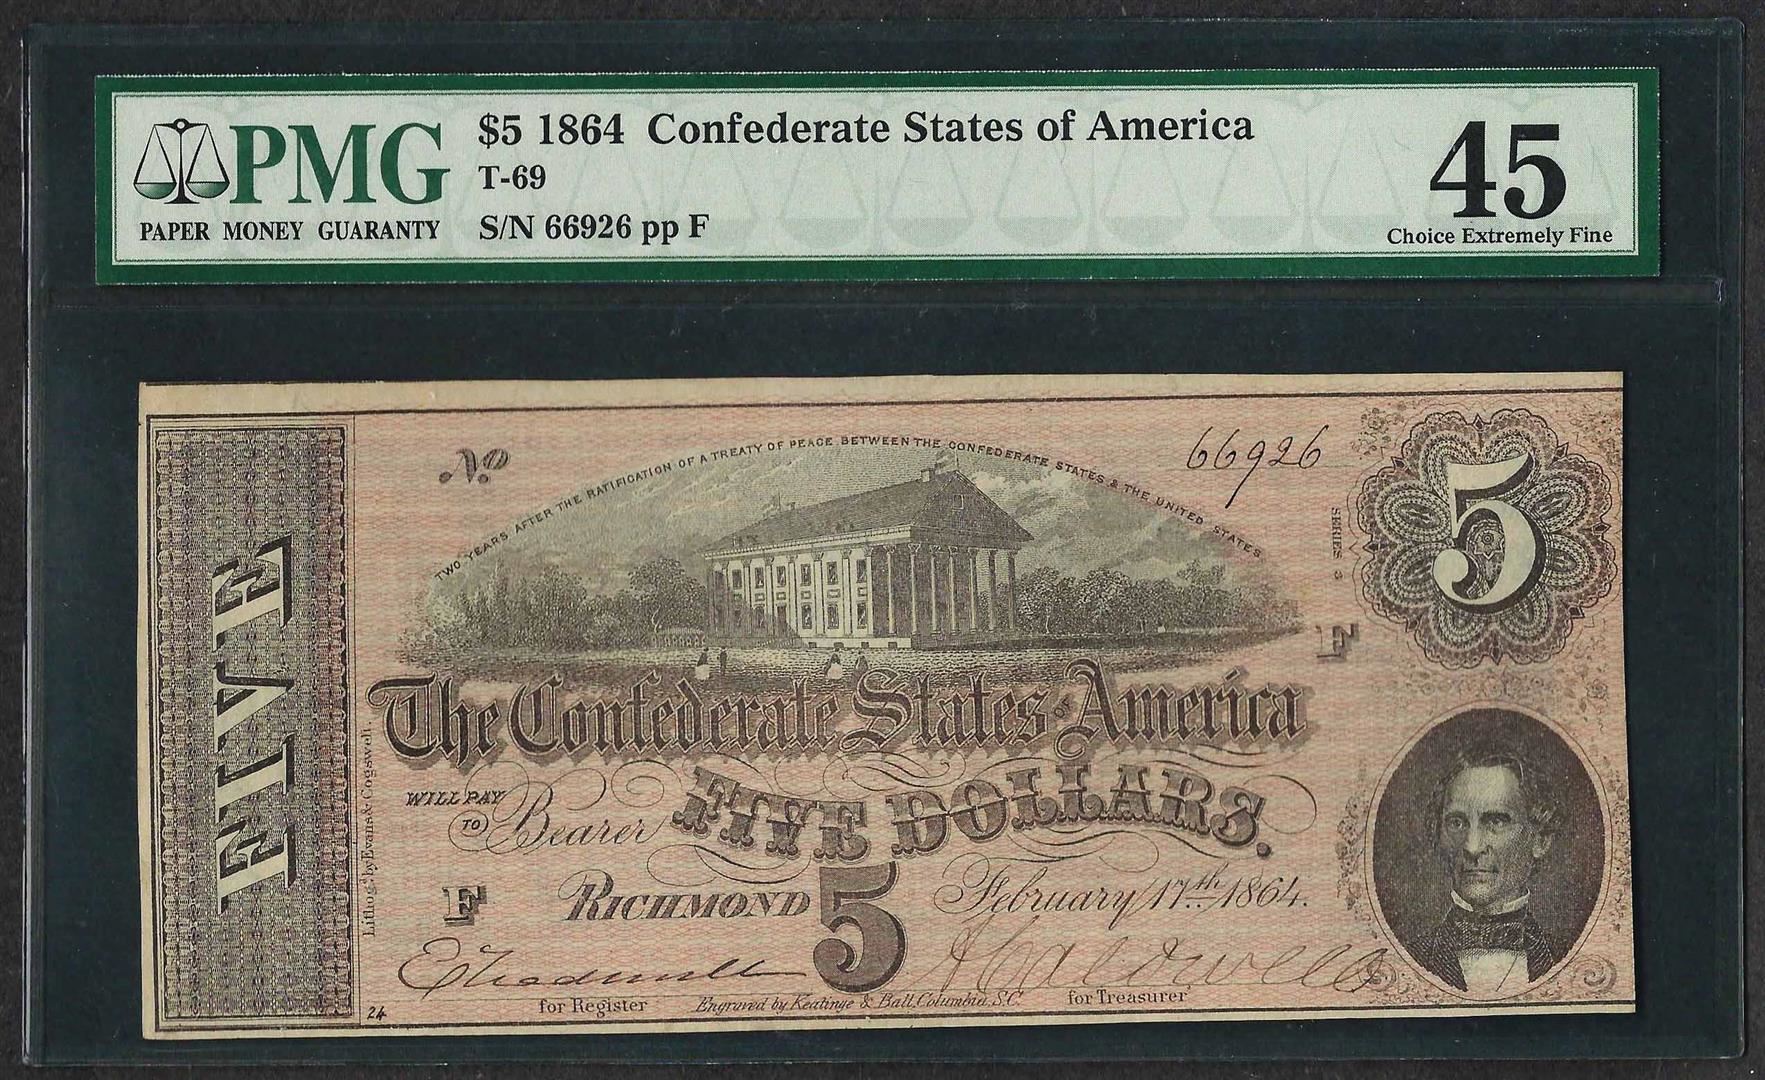 PMG
PAPER MONEY GUARANTY
$5 1864 Confederate States of America
T-69
S/N 66926 pp F
45
Choice Extremely Fine
No
TWO YEARS AFTER THE RATIFICATION OF A TREATY OF PEACE BETWEEN THE CONFEDERATE STATES & THE UNITED STATES
66926
5
SERIES 3
F
FIVE
The Confederate States OF America
WILL PAY
TO Bearer
FIVE DOLLARS.
F
RICHMOND
5
February 17th 1864.
Lithog. by Evans & Cogswell.
for Register
Engraved by Keatinge & Ball, Columbia, S.C.
for Treasurer
24